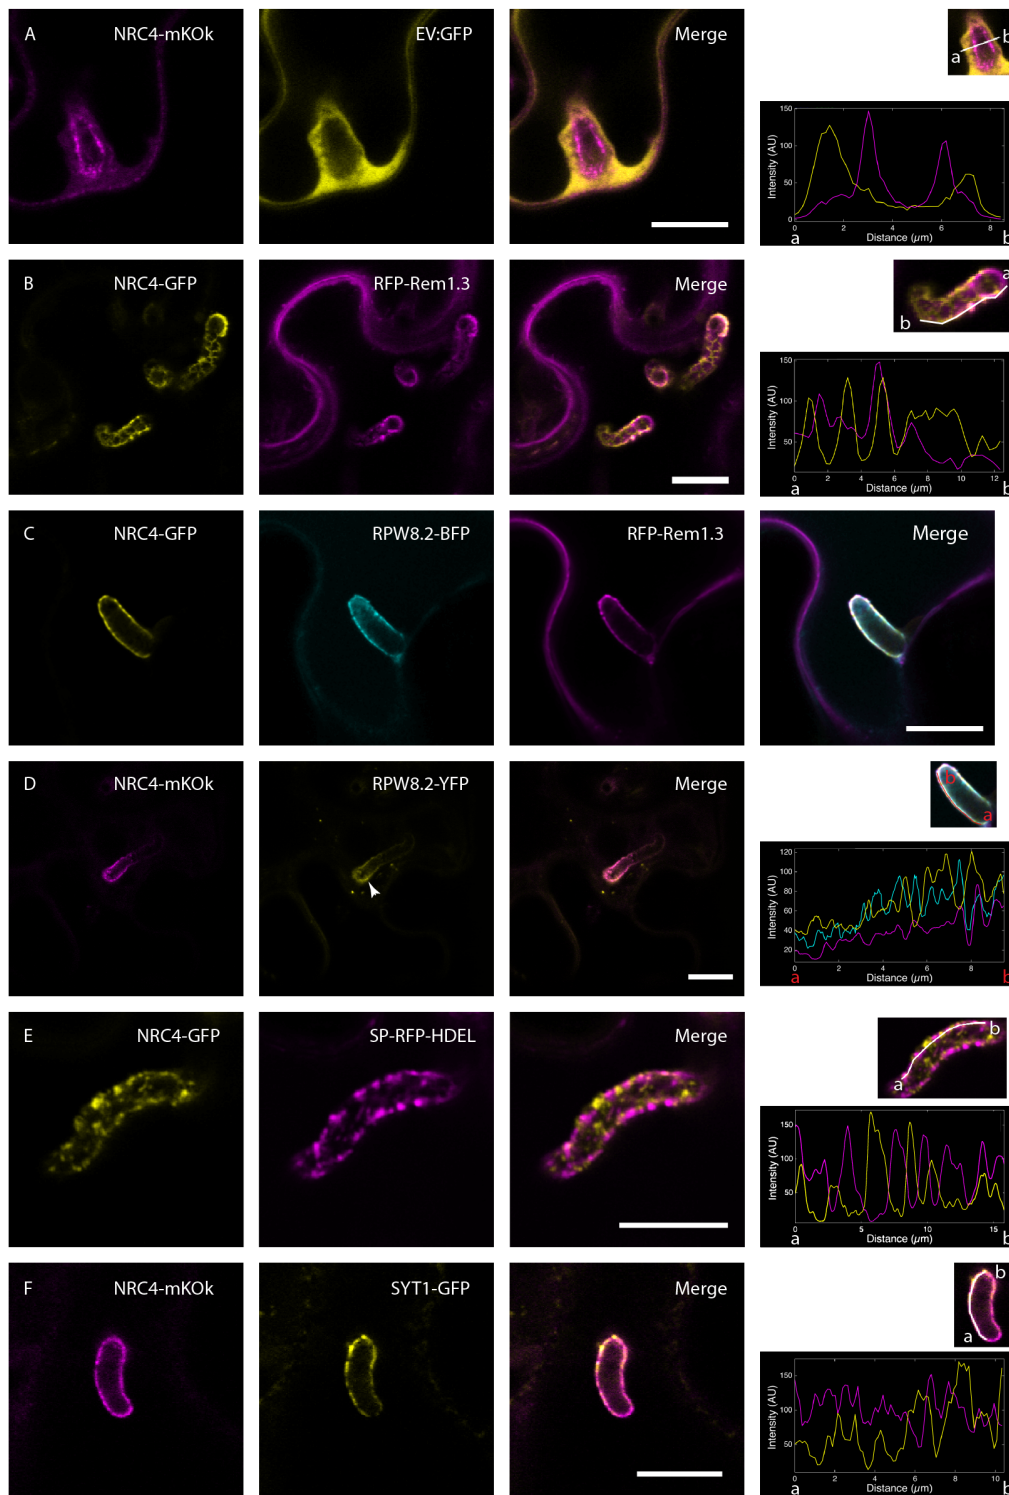 A NRC4-mKOk EV:GFP Merge
a b
Intensity (AU)
150
100
50
0
0 2 4 6 8
a Distance (µm) b
B NRC4-GFP RFP-Rem1.3 Merge
a
b
Intensity (AU)
150
100
50
0 2 4 6 8 10 12
a Distance (µm) b
C NRC4-GFP RPW8.2-BFP RFP-Rem1.3 Merge
D NRC4-mKOk RPW8.2-YFP Merge
b
a
Intensity (AU)
120
100
80
60
40
20
0 2 4 6 8
a Distance (µm) b
E NRC4-GFP SP-RFP-HDEL Merge
b
a
Intensity (AU)
150
100
50
0 5 10 15
a Distance (µm) b
F NRC4-mKOk SYT1-GFP Merge
b
a
Intensity (AU)
150
100
50
0 2 4 6 8 10
a Distance (µm) b